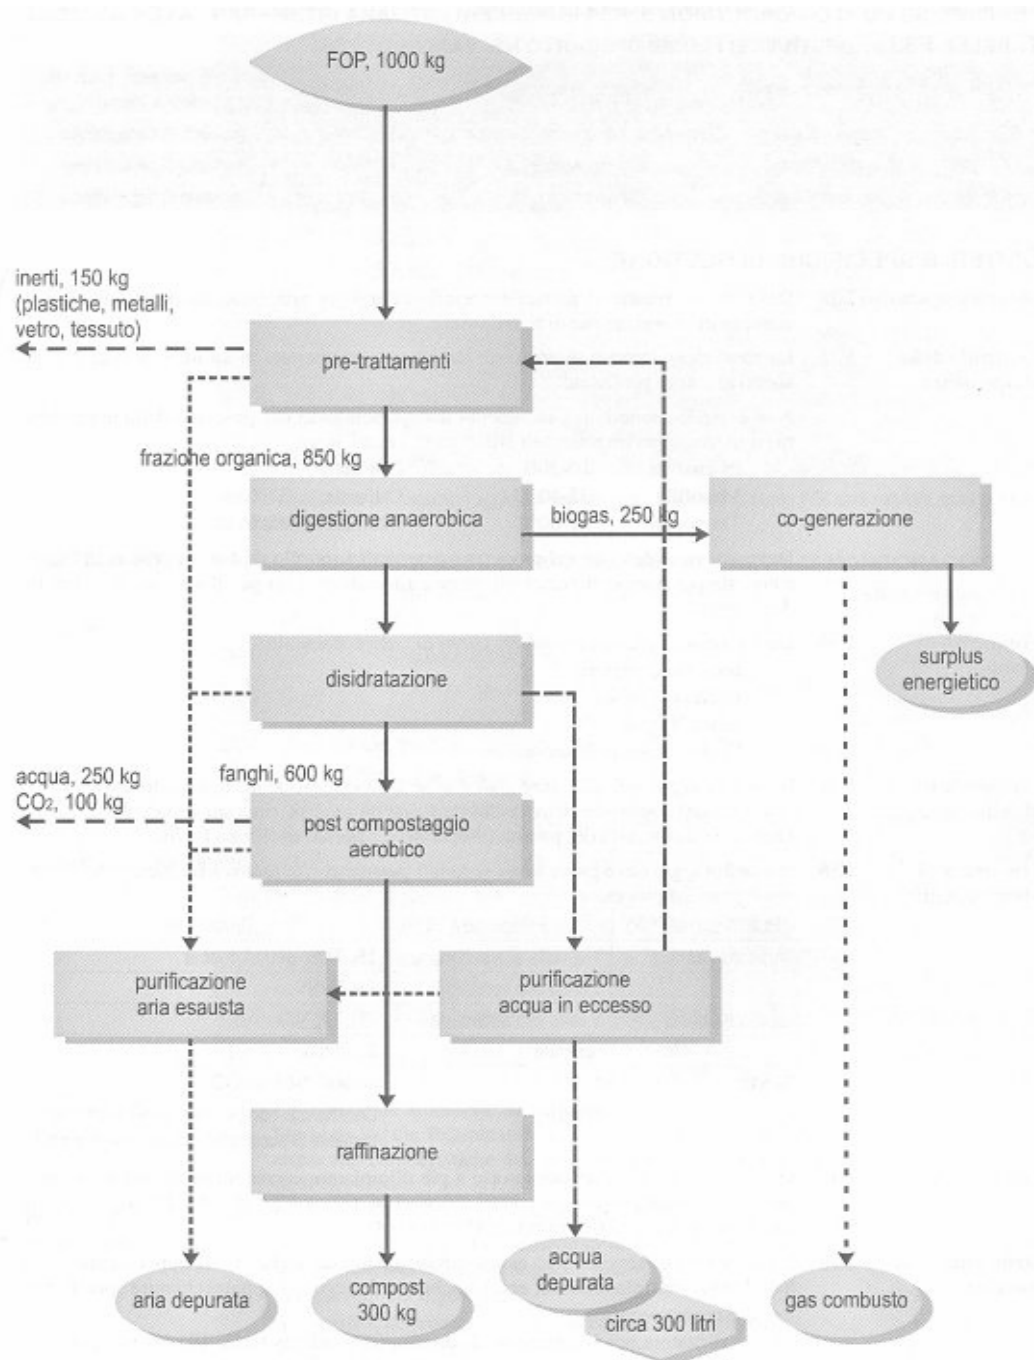 FOP, 1000 kg
inerti, 150 kg
(plastiche, metalli,
vetro, tessuto)
pre-trattamenti
frazione organica, 850 kg
digestione anaerobica
biogas, 250 kg
co-generazione
disidratazione
surplus
energietico
acqua, 250 kg
CO2, 100 kg
fanghi, 600 kg
post compostaggio
aerobico
purificazione
aria esausta
purificazione
acqua in eccesso
raffinazione
aria depurata
compost
300 kg
acqua
depurata
circa 300 litri
gas combusto